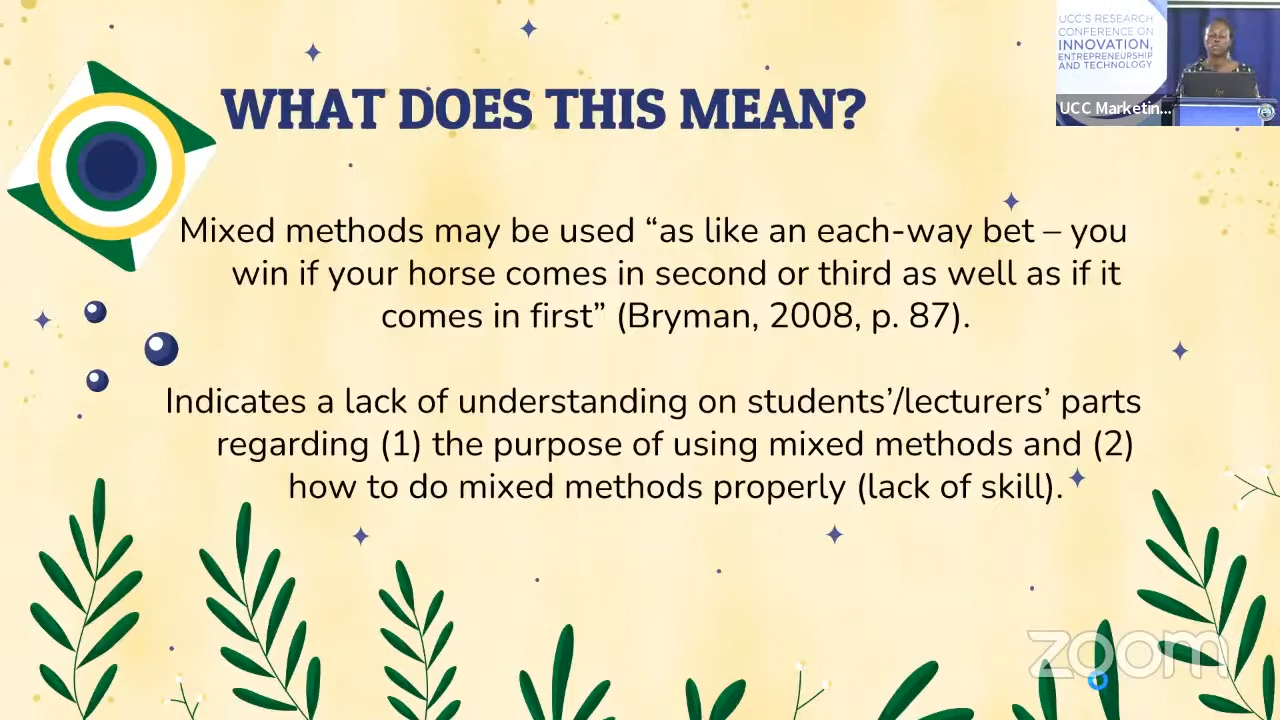 WHAT DOES THIS MEAN?
UCC'S RESEARCH
CONFERENCE ON
INNOVATION,
ENTREPRENEURSHIP
AND TECHNOLOGY
UCC Marketin...
Mixed methods may be used “as like an each-way bet – you
win if your horse comes in second or third as well as if it
comes in first” (Bryman, 2008, p. 87).
Indicates a lack of understanding on students’/lecturers’ parts
regarding (1) the purpose of using mixed methods and (2)
how to do mixed methods properly (lack of skill).
zoom